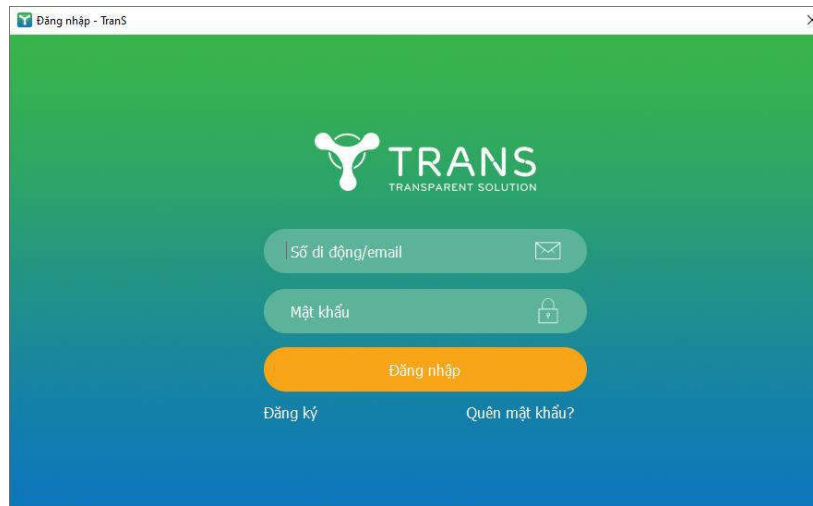 Đăng nhập - TranS
TRANS
TRANSPARENT SOLUTION
Số di động/email
Mật khẩu
Đăng nhập
Đăng ký Quên mật khẩu?